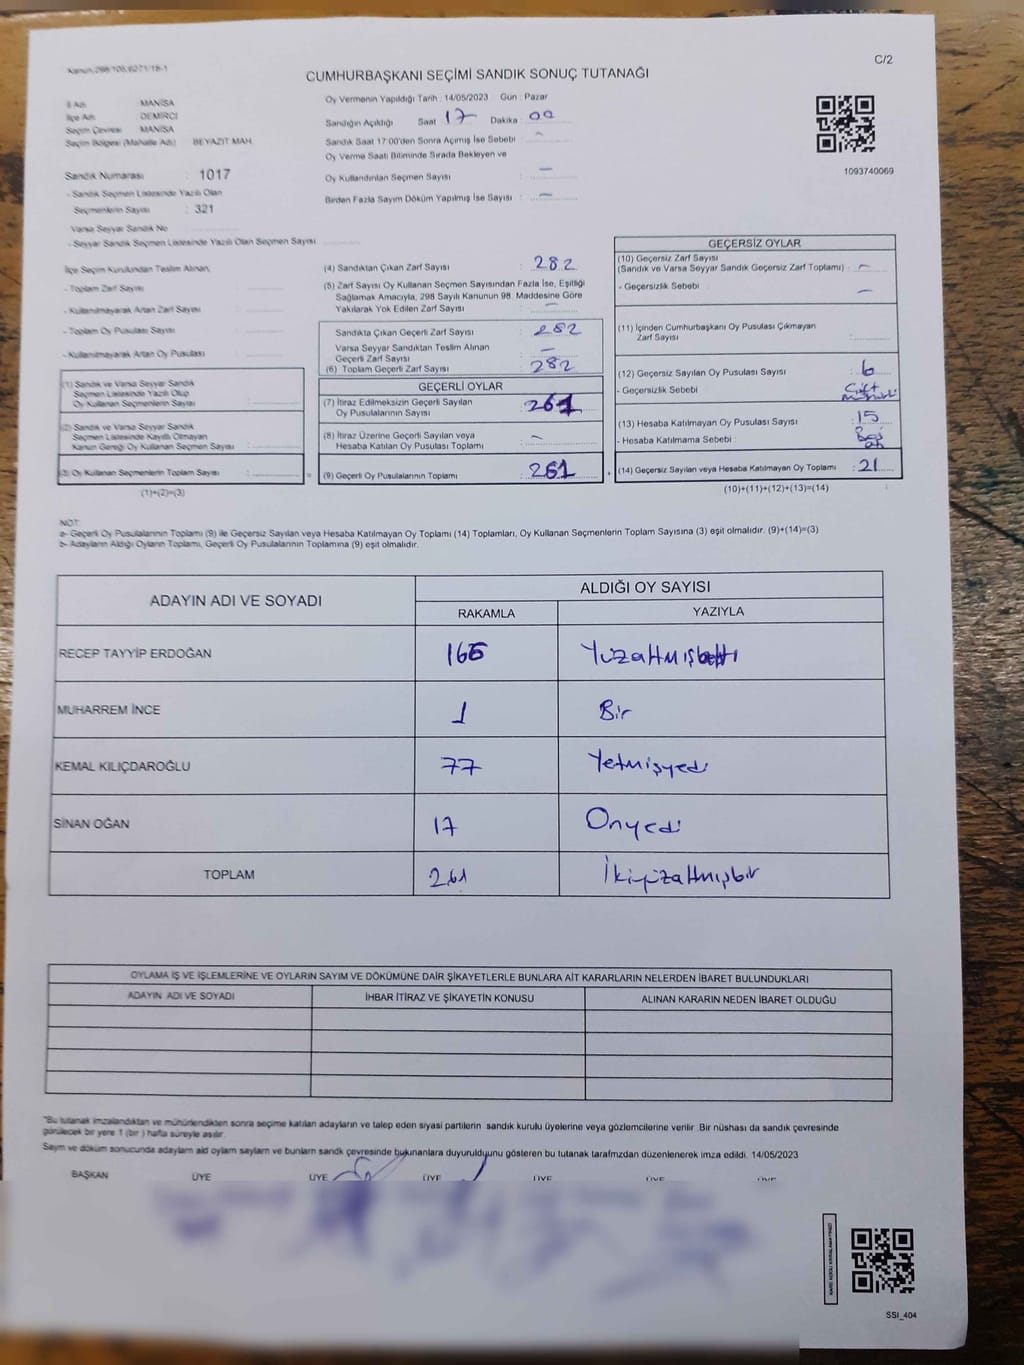 Kanun:298/105,6271/18-1
C/2
CUMHURBAŞKANI SEÇİMİ SANDIK SONUÇ TUTANAĞI
İl Adı MANİSA
İlçe Adı DEMİRCİ
Seçim Çevresi MANİSA
Seçim Bölgesi (Mahalle Adı) BEYAZIT MAH.
Sandık Numarası : 1017
- Sandık Seçmen Listesinde Yazılı Olan
Seçmenlerin Sayısı : 321
Varsa Seyyar Sandık No
- Seyyar Sandık Seçmen Listesinde Yazılı Olan Seçmen Sayısı
Oy Vermenin Yapıldığı Tarih : 14/05/2023 Gün : Pazar
Sandığın Açıldığı Saat 17 Dakika : 00
Sandık Saat 17:00'den Sonra Açımış İse Sebebi : -
Oy Verme Saati Bitiminde Sırada Bekleyen ve
Oy Kullandırılan Seçmen Sayısı : -
Birden Fazla Sayım Döküm Yapılmış İse Sayısı : -
1093740069
İlçe Seçim Kurulundan Teslim Alınan;
- Toplam Zarf Sayısı :
- Kullanılmayarak Artan Zarf Sayısı :
- Toplam Oy Pusulası Sayısı :
- Kullanılmayarak Artan Oy Pusulası :
(1) Sandık ve Varsa Seyyar Sandık
Seçmen Listesinde Yazılı Olup
Oy Kullanan Seçmenlerin Sayısı :
(2) Sandık ve Varsa Seyyar Sandık
Seçmen Listesinde Kayıtlı Olmayan
Kanun Gereği Oy Kullanan Seçmen Sayısı :
(3) Oy Kullanan Seçmenlerin Toplam Sayısı :
(1)+(2)=(3)
(4) Sandıktan Çıkan Zarf Sayısı : 282
(5) Zarf Sayısı Oy Kullanan Seçmen Sayısından Fazla İse, Eşitliği
Sağlamak Amacıyla, 298 Sayılı Kanunun 98. Maddesine Göre
Yakılarak Yok Edilen Zarf Sayısı : -
Sandıkta Çıkan Geçerli Zarf Sayısı : 282
Varsa Seyyar Sandıktan Teslim Alınan
Geçerli Zarf Sayısı : -
(6) Toplam Geçerli Zarf Sayısı : 282
GEÇERLİ OYLAR
(7) İtiraz Edilmeksizin Geçerli Sayılan
Oy Pusulalarının Sayısı : 261
(8) İtiraz Üzerine Geçerli Sayılan veya
Hesaba Katılan Oy Pusulası Toplamı : -
= (9) Geçerli Oy Pusulalarının Toplamı : 261
GEÇERSİZ OYLAR
(10) Geçersiz Zarf Sayısı
(Sandık ve Varsa Seyyar Sandık Geçersiz Zarf Toplamı) : -
- Geçersizlik Sebebi : -
(11) İçinden Cumhurbaşkanı Oy Pusulası Çıkmayan
Zarf Sayısı :
(12) Geçersiz Sayılan Oy Pusulası Sayısı : 6
- Geçersizlik Sebebi : Çift
(13) Hesaba Katılmayan Oy Pusulası Sayısı : 15
- Hesaba Katılmama Sebebi : Boş
+ (14) Geçersiz Sayılan veya Hesaba Katılmayan Oy Toplamı : 21
(10)+(11)+(12)+(13)=(14)
NOT:
a- Geçerli Oy Pusulalarının Toplamı (9) ile Geçersiz Sayılan veya Hesaba Katılmayan Oy Toplamı (14) Toplamları, Oy Kullanan Seçmenlerin Toplam Sayısına (3) eşit olmalıdır. (9)+(14)=(3)
b- Adayların Aldığı Oyların Toplamı, Geçerli Oy Pusulalarının Toplamına (9) eşit olmalıdır.
ADAYIN ADI VE SOYADI ALDIĞI OY SAYISI
RAKAMLA YAZIYLA
RECEP TAYYİP ERDOĞAN 166 Yüzaltmışaltı
MUHARREM İNCE 1 Bir
KEMAL KILIÇDAROĞLU 77 Yetmişyedi
SİNAN OĞAN 17 Onyedi
TOPLAM 261 İkiyüzaltmışbir
OYLAMA İŞ VE İŞLEMLERİNE VE OYLARIN SAYIM VE DÖKÜMÜNE DAİR ŞİKAYETLERLE BUNLARA AİT KARARLARIN NELERDEN İBARET BULUNDUKLARI
ADAYIN ADI VE SOYADI İHBAR İTİRAZ VE ŞİKAYETİN KONUSU ALINAN KARARIN NEDEN İBARET OLDUĞU
"Bu tutanak imzalandıktan ve mühürlendikten sonra seçime katılan adayların ve talep eden siyasi partilerin sandık kurulu üyelerine veya gözlemcilerine verilir .Bir nüshası da sandık çevresinde
görülecek bir yere 1 (bir ) hafta süreyle asılır.
Sayım ve döküm sonucunda adayların ald oyların sayıları ve bunların sandık çevresinde bulunanlara duyurulduğunu gösteren bu tutanak tarafımızdan düzenlenerek imza edildi. 14/05/2023
BAŞKAN ÜYE ÜYE ÜYE ÜYE ÜYE ÜYE
SSI_404